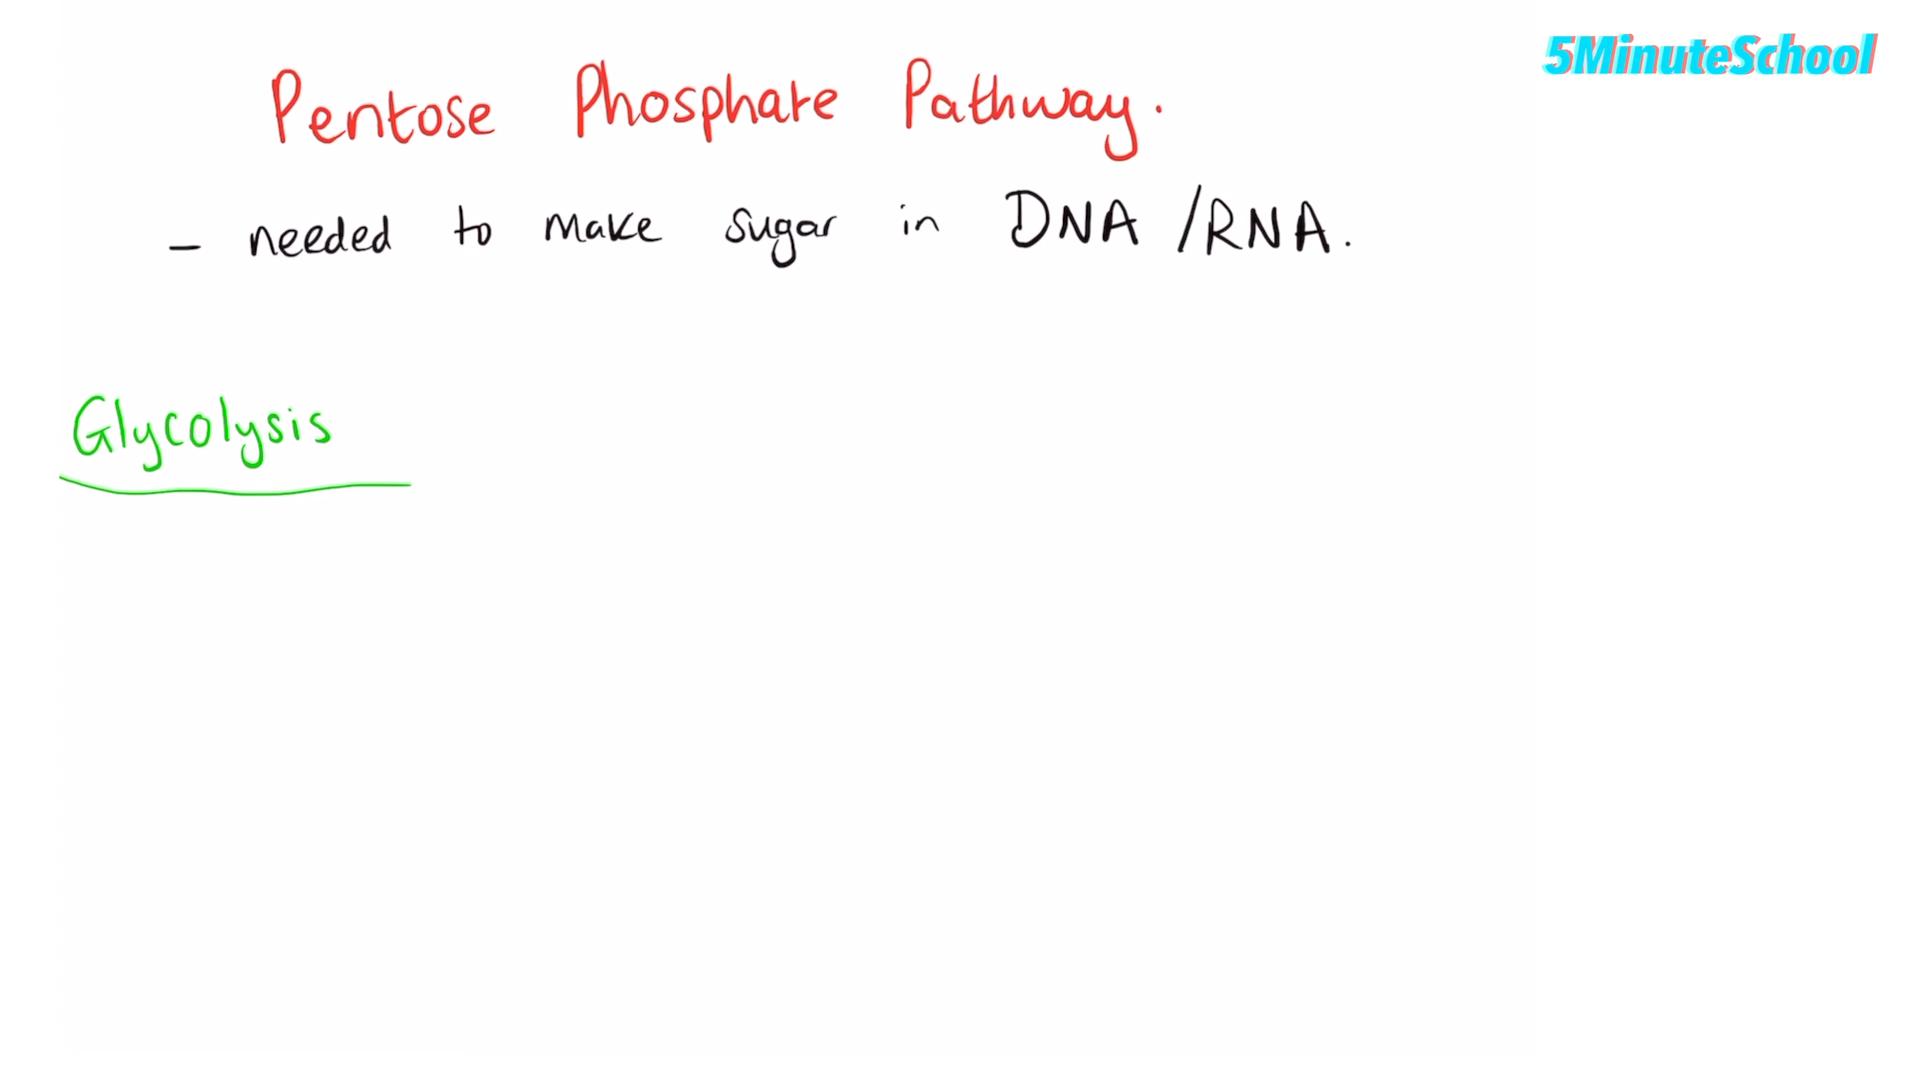 5MinuteSchool
Pentose Phosphate Pathway.
- needed to make sugar in DNA /RNA.
Glycolysis